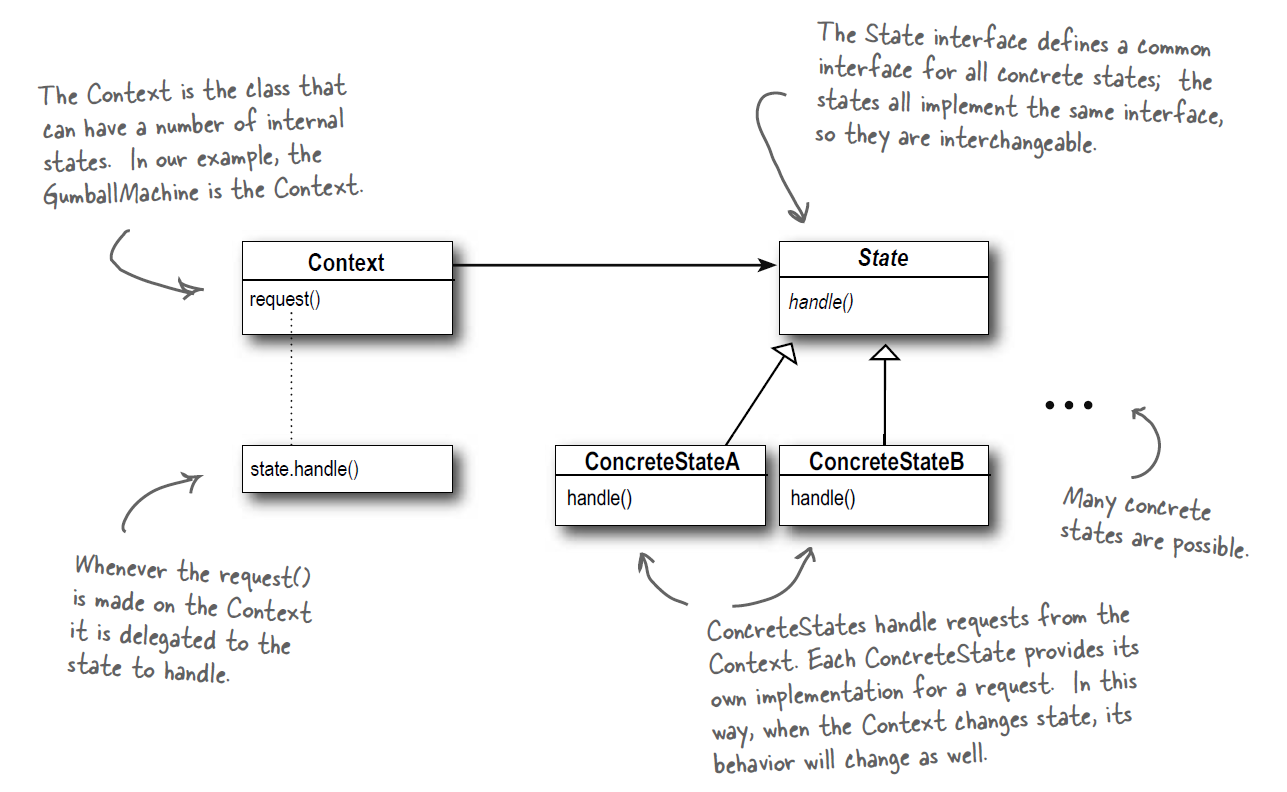 The Context is the class that
can have a number of internal
states. In our example, the
GumballMachine is the Context.
The State interface defines a common
interface for all concrete states; the
states all implement the same interface,
so they are interchangeable.
Context
request()
State
handle()
state.handle()
ConcreteStateA
handle()
ConcreteStateB
handle()
...
Many concrete
states are possible.
Whenever the request()
is made on the Context
it is delegated to the
state to handle.
ConcreteStates handle requests from the
Context. Each ConcreteState provides its
own implementation for a request. In this
way, when the Context changes state, its
behavior will change as well.